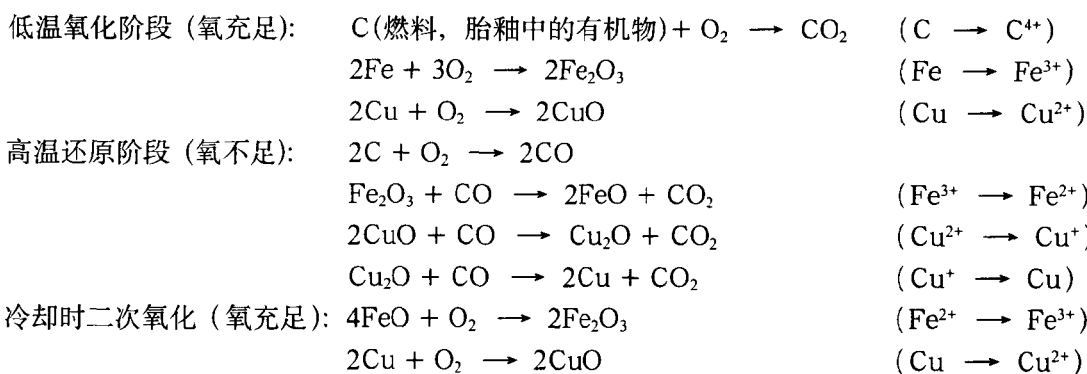 低温氧化阶段（氧充足）： C(燃料，胎釉中的有机物) + O₂ → CO₂ (C → C⁴⁺)
2Fe + 3O₂ → 2Fe₂O₃ (Fe → Fe³⁺)
2Cu + O₂ → 2CuO (Cu → Cu²⁺)
高温还原阶段（氧不足）： 2C + O₂ → 2CO
Fe₂O₃ + CO → 2FeO + CO₂ (Fe³⁺ → Fe²⁺)
2CuO + CO → Cu₂O + CO₂ (Cu²⁺ → Cu⁺)
Cu₂O + CO → 2Cu + CO₂ (Cu⁺ → Cu)
冷却时二次氧化（氧充足）： 4FeO + O₂ → 2Fe₂O₃ (Fe²⁺ → Fe³⁺)
2Cu + O₂ → 2CuO (Cu → Cu²⁺)